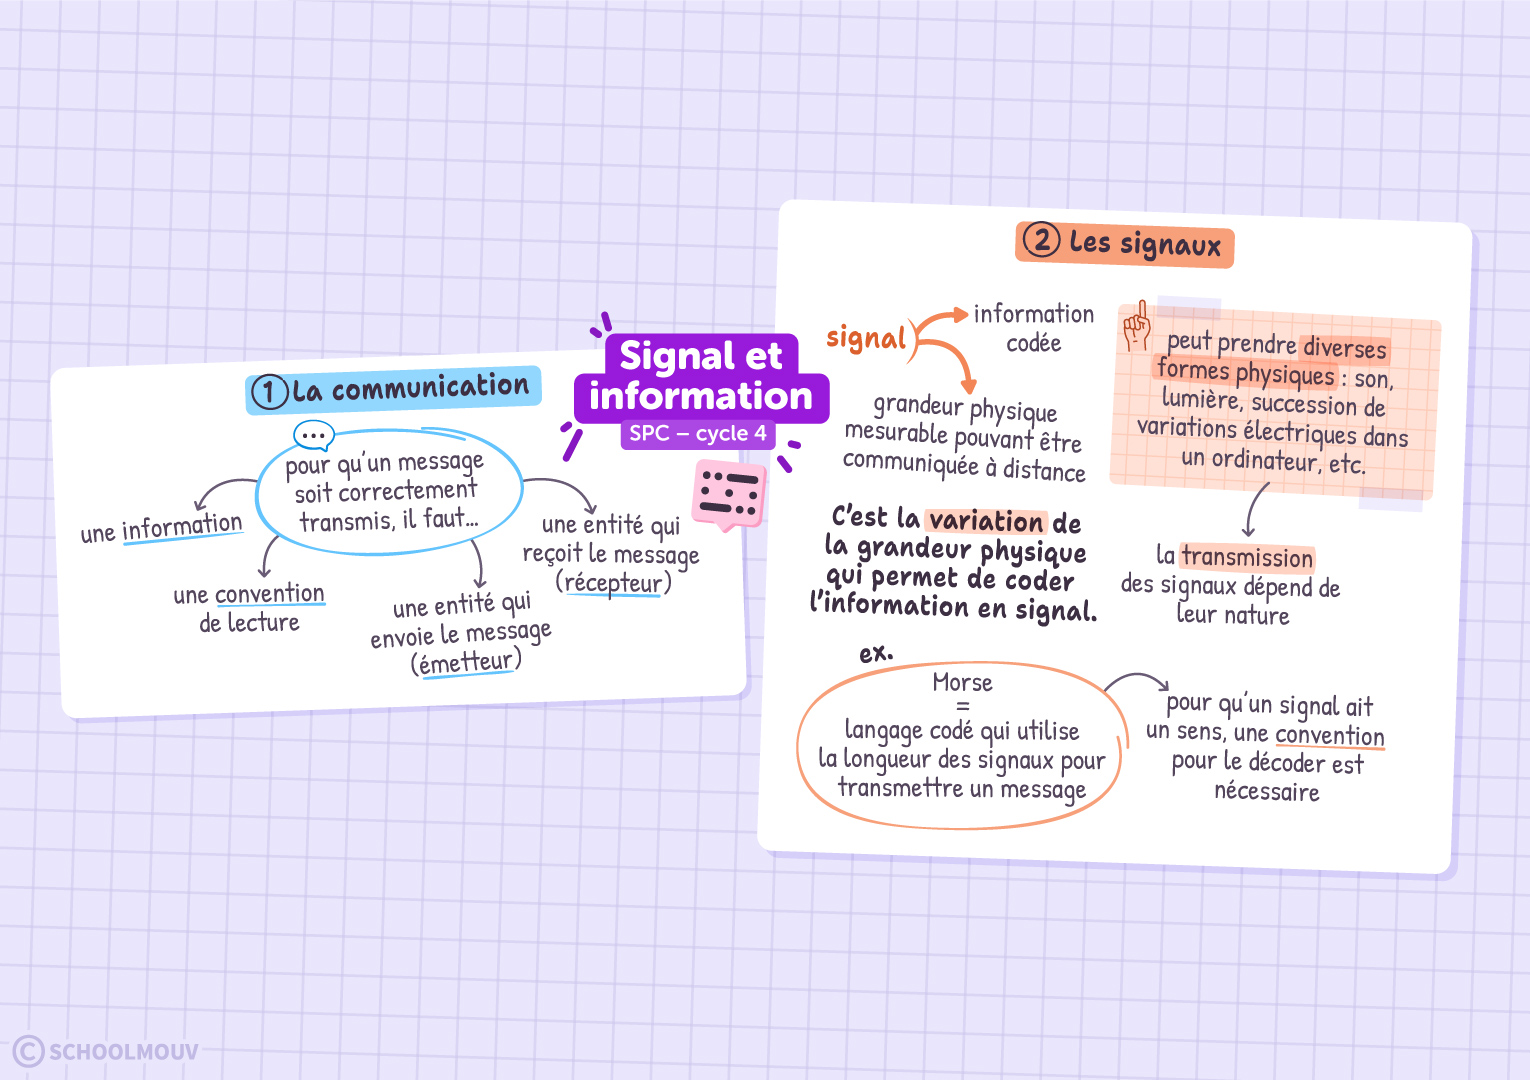 Signal et
information
SPC – cycle 4
① La communication
pour qu'un message
soit correctement
transmis, il faut...
une information
une convention
de lecture
une entité qui
envoie le message
(émetteur)
une entité qui
reçoit le message
(récepteur)
② Les signaux
signal
information
codée
grandeur physique
mesurable pouvant être
communiquée à distance
C'est la variation de
la grandeur physique
qui permet de coder
l'information en signal.
peut prendre diverses
formes physiques : son,
lumière, succession de
variations électriques dans
un ordinateur, etc.
la transmission
des signaux dépend de
leur nature
ex.
Morse
=
langage codé qui utilise
la longueur des signaux pour
transmettre un message
pour qu'un signal ait
un sens, une convention
pour le décoder est
nécessaire
© SCHOOLMOUV